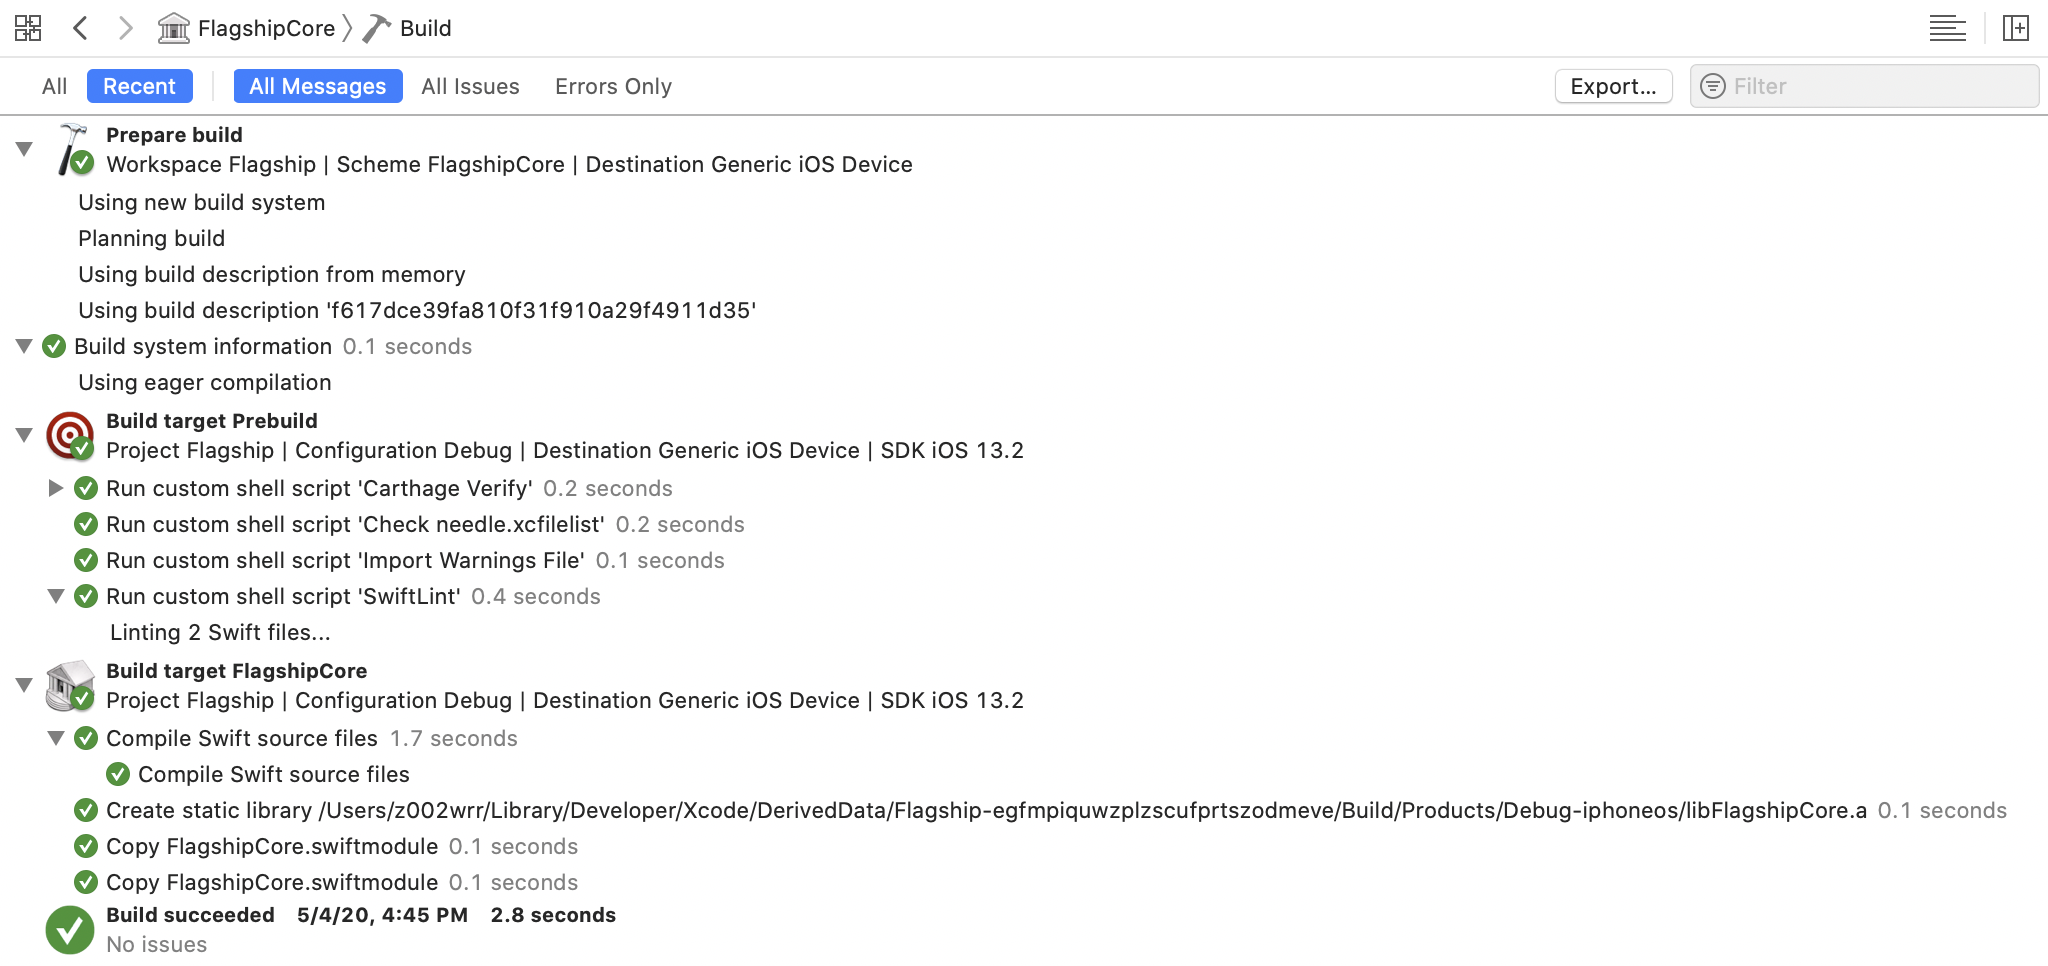 FlagshipCore Build
All Recent All Messages All Issues Errors Only Export... Filter
Prepare build
Workspace Flagship | Scheme FlagshipCore | Destination Generic iOS Device
Using new build system
Planning build
Using build description from memory
Using build description 'f617dce39fa810f31f910a29f4911d35'
Build system information 0.1 seconds
Using eager compilation
Build target Prebuild
Project Flagship | Configuration Debug | Destination Generic iOS Device | SDK iOS 13.2
Run custom shell script 'Carthage Verify' 0.2 seconds
Run custom shell script 'Check needle.xcfilelist' 0.2 seconds
Run custom shell script 'Import Warnings File' 0.1 seconds
Run custom shell script 'SwiftLint' 0.4 seconds
Linting 2 Swift files...
Build target FlagshipCore
Project Flagship | Configuration Debug | Destination Generic iOS Device | SDK iOS 13.2
Compile Swift source files 1.7 seconds
Compile Swift source files
Create static library /Users/z002wrr/Library/Developer/Xcode/DerivedData/Flagship-egfmpiquwzplzscufprtszodmeve/Build/Products/Debug-iphoneos/libFlagshipCore.a 0.1 seconds
Copy FlagshipCore.swiftmodule 0.1 seconds
Copy FlagshipCore.swiftmodule 0.1 seconds
Build succeeded 5/4/20, 4:45 PM 2.8 seconds
No issues